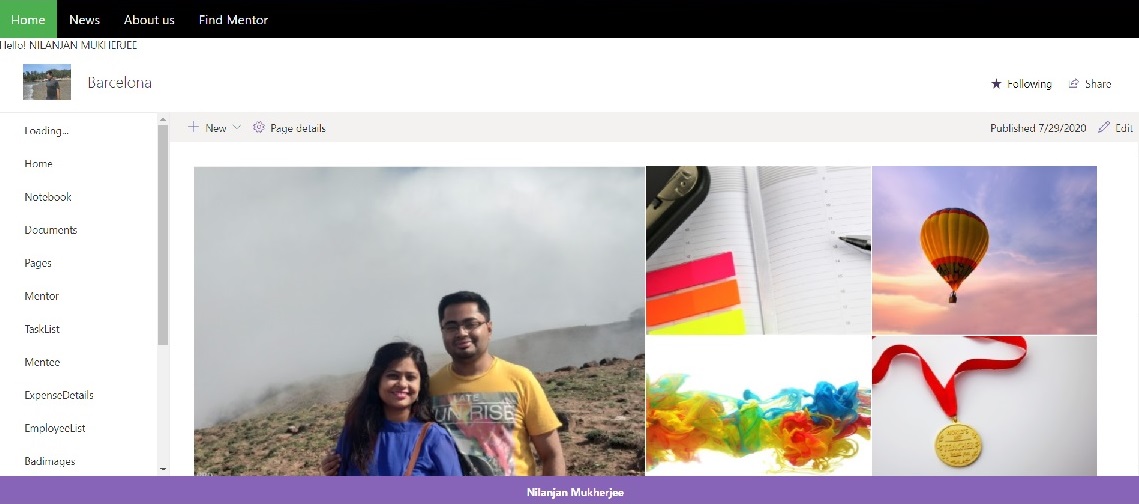 Home News About us Find Mentor
Hello! NILANJAN MUKHERJEE
Barcelona
Following Share
Loading...
New Page details Published 7/29/2020 Edit
Home
Notebook
Documents
Pages
Mentor
TaskList
Mentee
ExpenseDetails
EmployeeList
Badimages
SUNRISE
Nilanjan Mukherjee